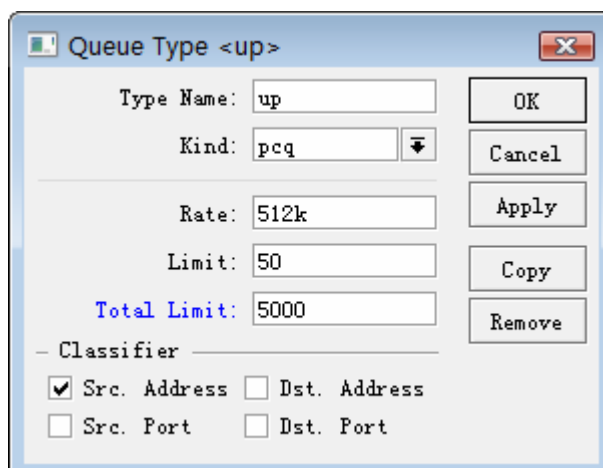 Queue Type <up>
Type Name: up
OK
Kind: pcq
Cancel
Rate: 512k
Apply
Limit: 50
Copy
Total Limit: 5000
Remove
Classifier
Src. Address Dst. Address
Src. Port Dst. Port